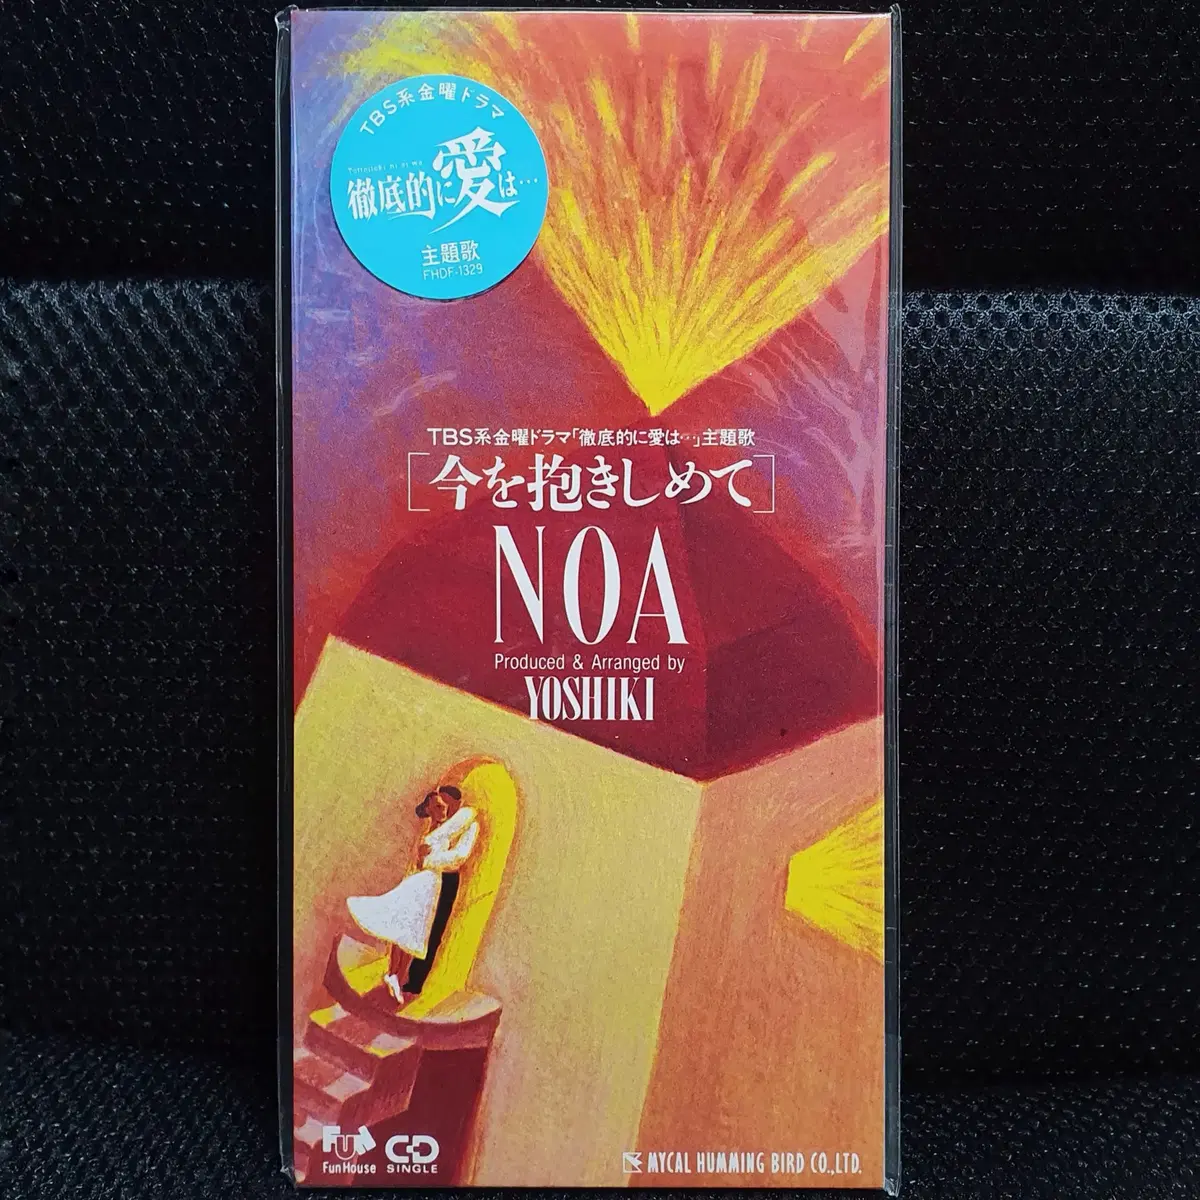 TBS系金曜ドラマ
Tetteiteki ni ai wa
徹底的に愛は…
主題歌
FHDF-1329
TBS系金曜ドラマ「徹底的に愛は…」主題歌
[今を抱きしめて]
NOA
Produced & Arranged by
YOSHIKI
FUN
Fun House
CD
SINGLE
MYCAL HUMMING BIRD CO.,LTD.